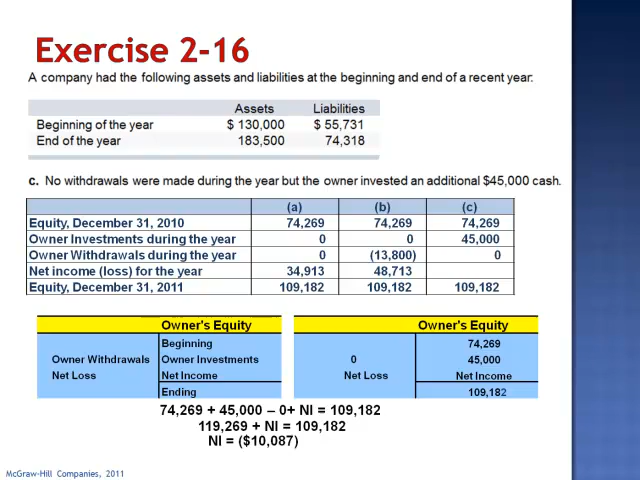 Exercise 2-16
A company had the following assets and liabilities at the beginning and end of a recent year:
Assets Liabilities
Beginning of the year $ 130,000 $ 55,731
End of the year 183,500 74,318
c. No withdrawals were made during the year but the owner invested an additional $45,000 cash.
(a) (b) (c)
Equity, December 31, 2010 74,269 74,269 74,269
Owner Investments during the year 0 0 45,000
Owner Withdrawals during the year 0 (13,800) 0
Net income (loss) for the year 34,913 48,713
Equity, December 31, 2011 109,182 109,182 109,182
Owner's Equity Owner's Equity
Beginning 74,269
Owner Withdrawals Owner Investments 0 45,000
Net Loss Net Income Net Loss Net Income
Ending 109,182
74,269 + 45,000 – 0+ NI = 109,182
119,269 + NI = 109,182
NI = ($10,087)
McGraw-Hill Companies, 2011